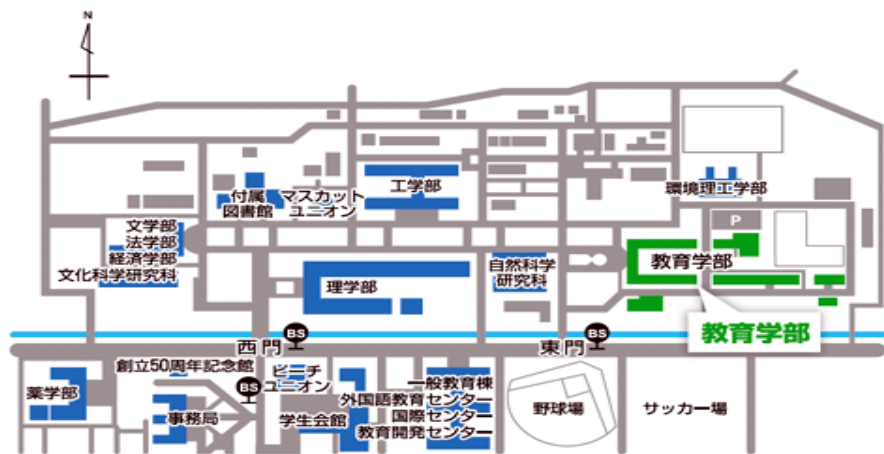 N
付属
図書館
マスカット
ユニオン
工学部
環境理工学部
P
文学部
法学部
経済学部
文化科学研究科
理学部
自然科学
研究科
教育学部
教育学部
西門
BS
東門
BS
創立50周年記念館
ピーチ
ユニオン
BS
薬学部
事務局
学生会館
一般教育棟
外国語教育センター
国際センター
教育開発センター
野球場
サッカー場